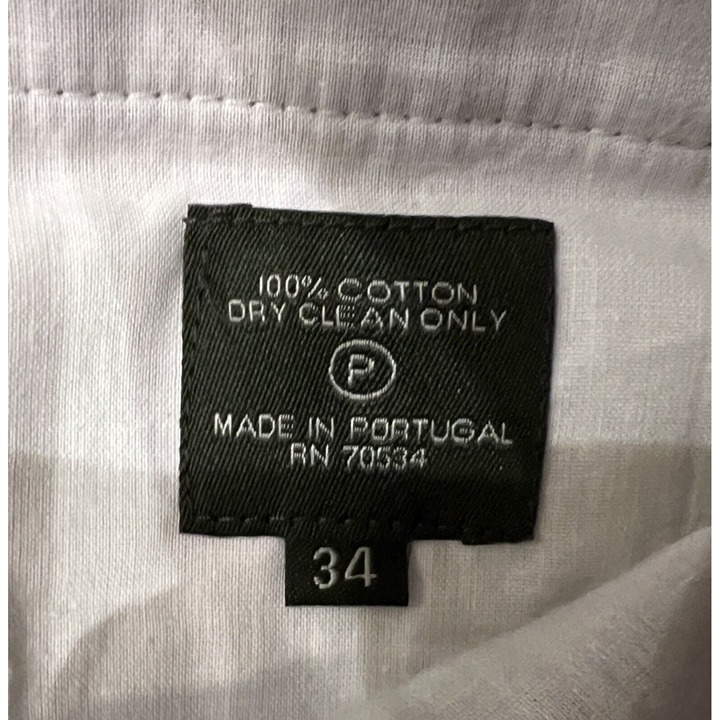 100% COTTON
DRY CLEAN ONLY
P
MADE IN PORTUGAL
RN 70534
34